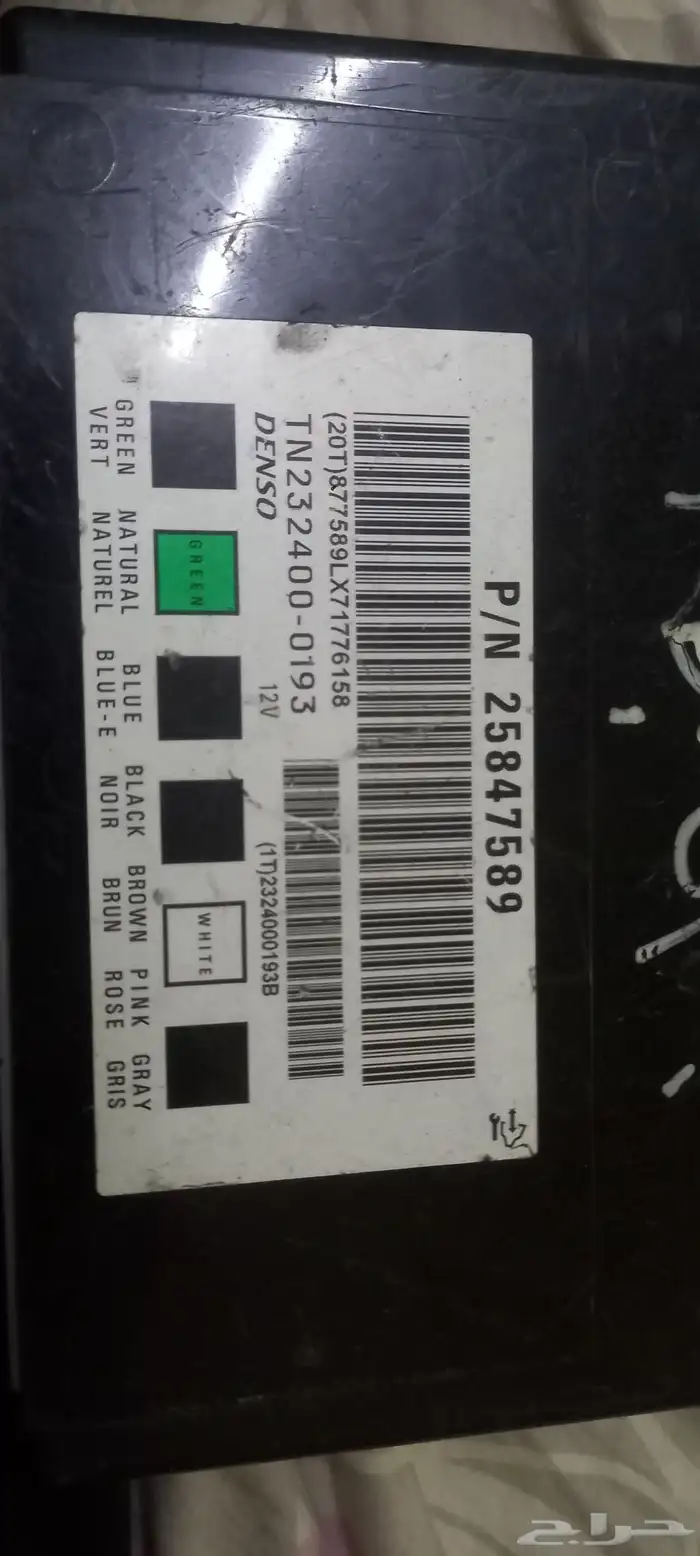 P/N 25847589
(20T)877589LX71776158
TN232400-0193
DENSO
12V
(1T)2324000193B
GREEN
WHITE
GREEN NATURAL BLUE BLACK BROWN PINK GRAY
VERT NATUREL BLUE-E NOIR BRUN ROSE GRIS
حراج